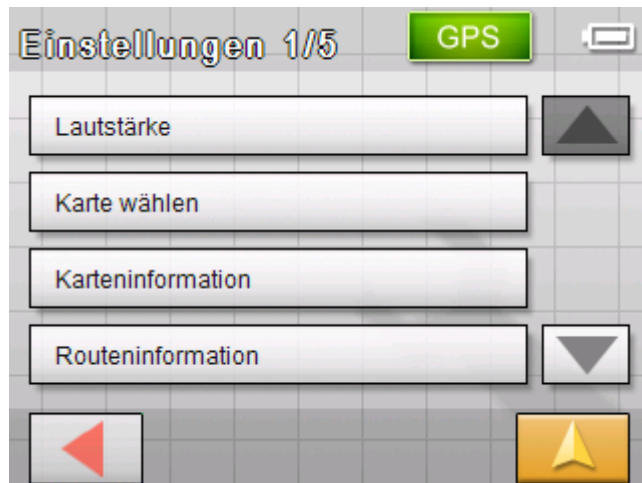 Einstellungen 1/5
GPS
Lautstärke
Karte wählen
Karteninformation
Routeninformation